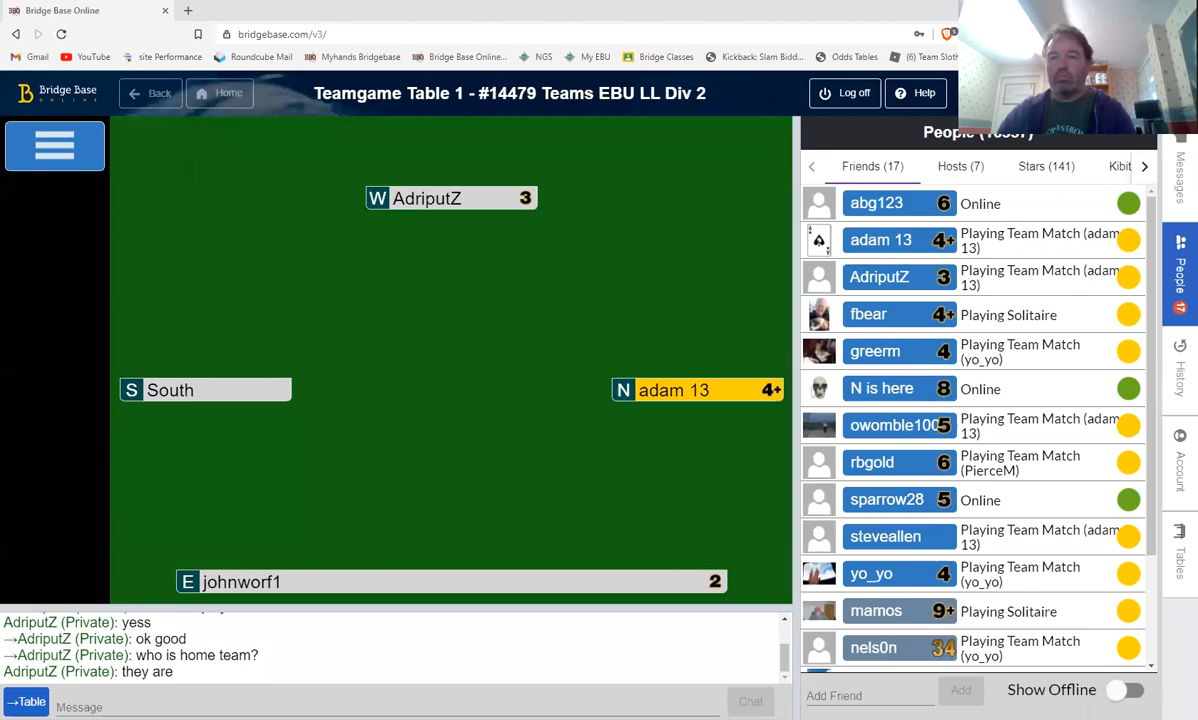 Bridge Base Online
bridgebase.com/v3/
Gmail
YouTube
site Performance
Roundcube Mail
Myhands Bridgebase
Bridge Base Online...
NGS
My EBU
Bridge Classes
Kickback: Slam Bidd...
Odds Tables
(6) Team Sloth
Bridge Base
Back
Home
Teamgame Table 1 - #14479 Teams EBU LL Div 2
Log off
Help
W AdriputZ 3
S South
N adam 13 4+
E johnworf1 2
AdriputZ (Private): yess
→AdriputZ (Private): ok good
→AdriputZ (Private): who is home team?
AdriputZ (Private): they are
→Table
Message
Chat
Friends (17)
Hosts (7)
Stars (141)
Kibit
abg123 6 Online
adam 13 4+ Playing Team Match (adam 13)
AdriputZ 3 Playing Team Match (adam 13)
fbear 4+ Playing Solitaire
greerm 4 Playing Team Match (yo_yo)
N is here 8 Online
owomble100 5 Playing Team Match (adam 13)
rbgold 6 Playing Team Match (PierceM)
sparrow28 5 Online
steveallen Playing Team Match (adam 13)
yo_yo 4 Playing Team Match (yo_yo)
mamos 9+ Playing Solitaire
nels0n 34 Playing Team Match (yo_yo)
Add Friend
Add
Show Offline
Messages
People 17
History
Account
Tables